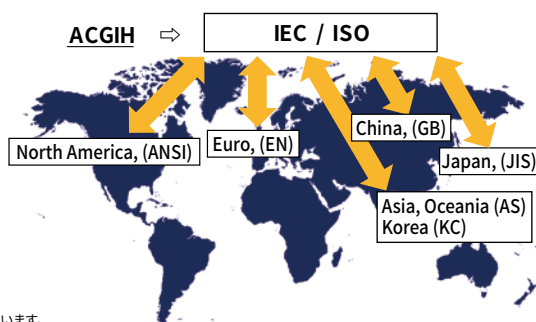 ACGIH ⇨ IEC / ISO
North America, (ANSI)
Euro, (EN)
China, (GB)
Japan, (JIS)
Asia, Oceania (AS)
Korea (KC)
います。